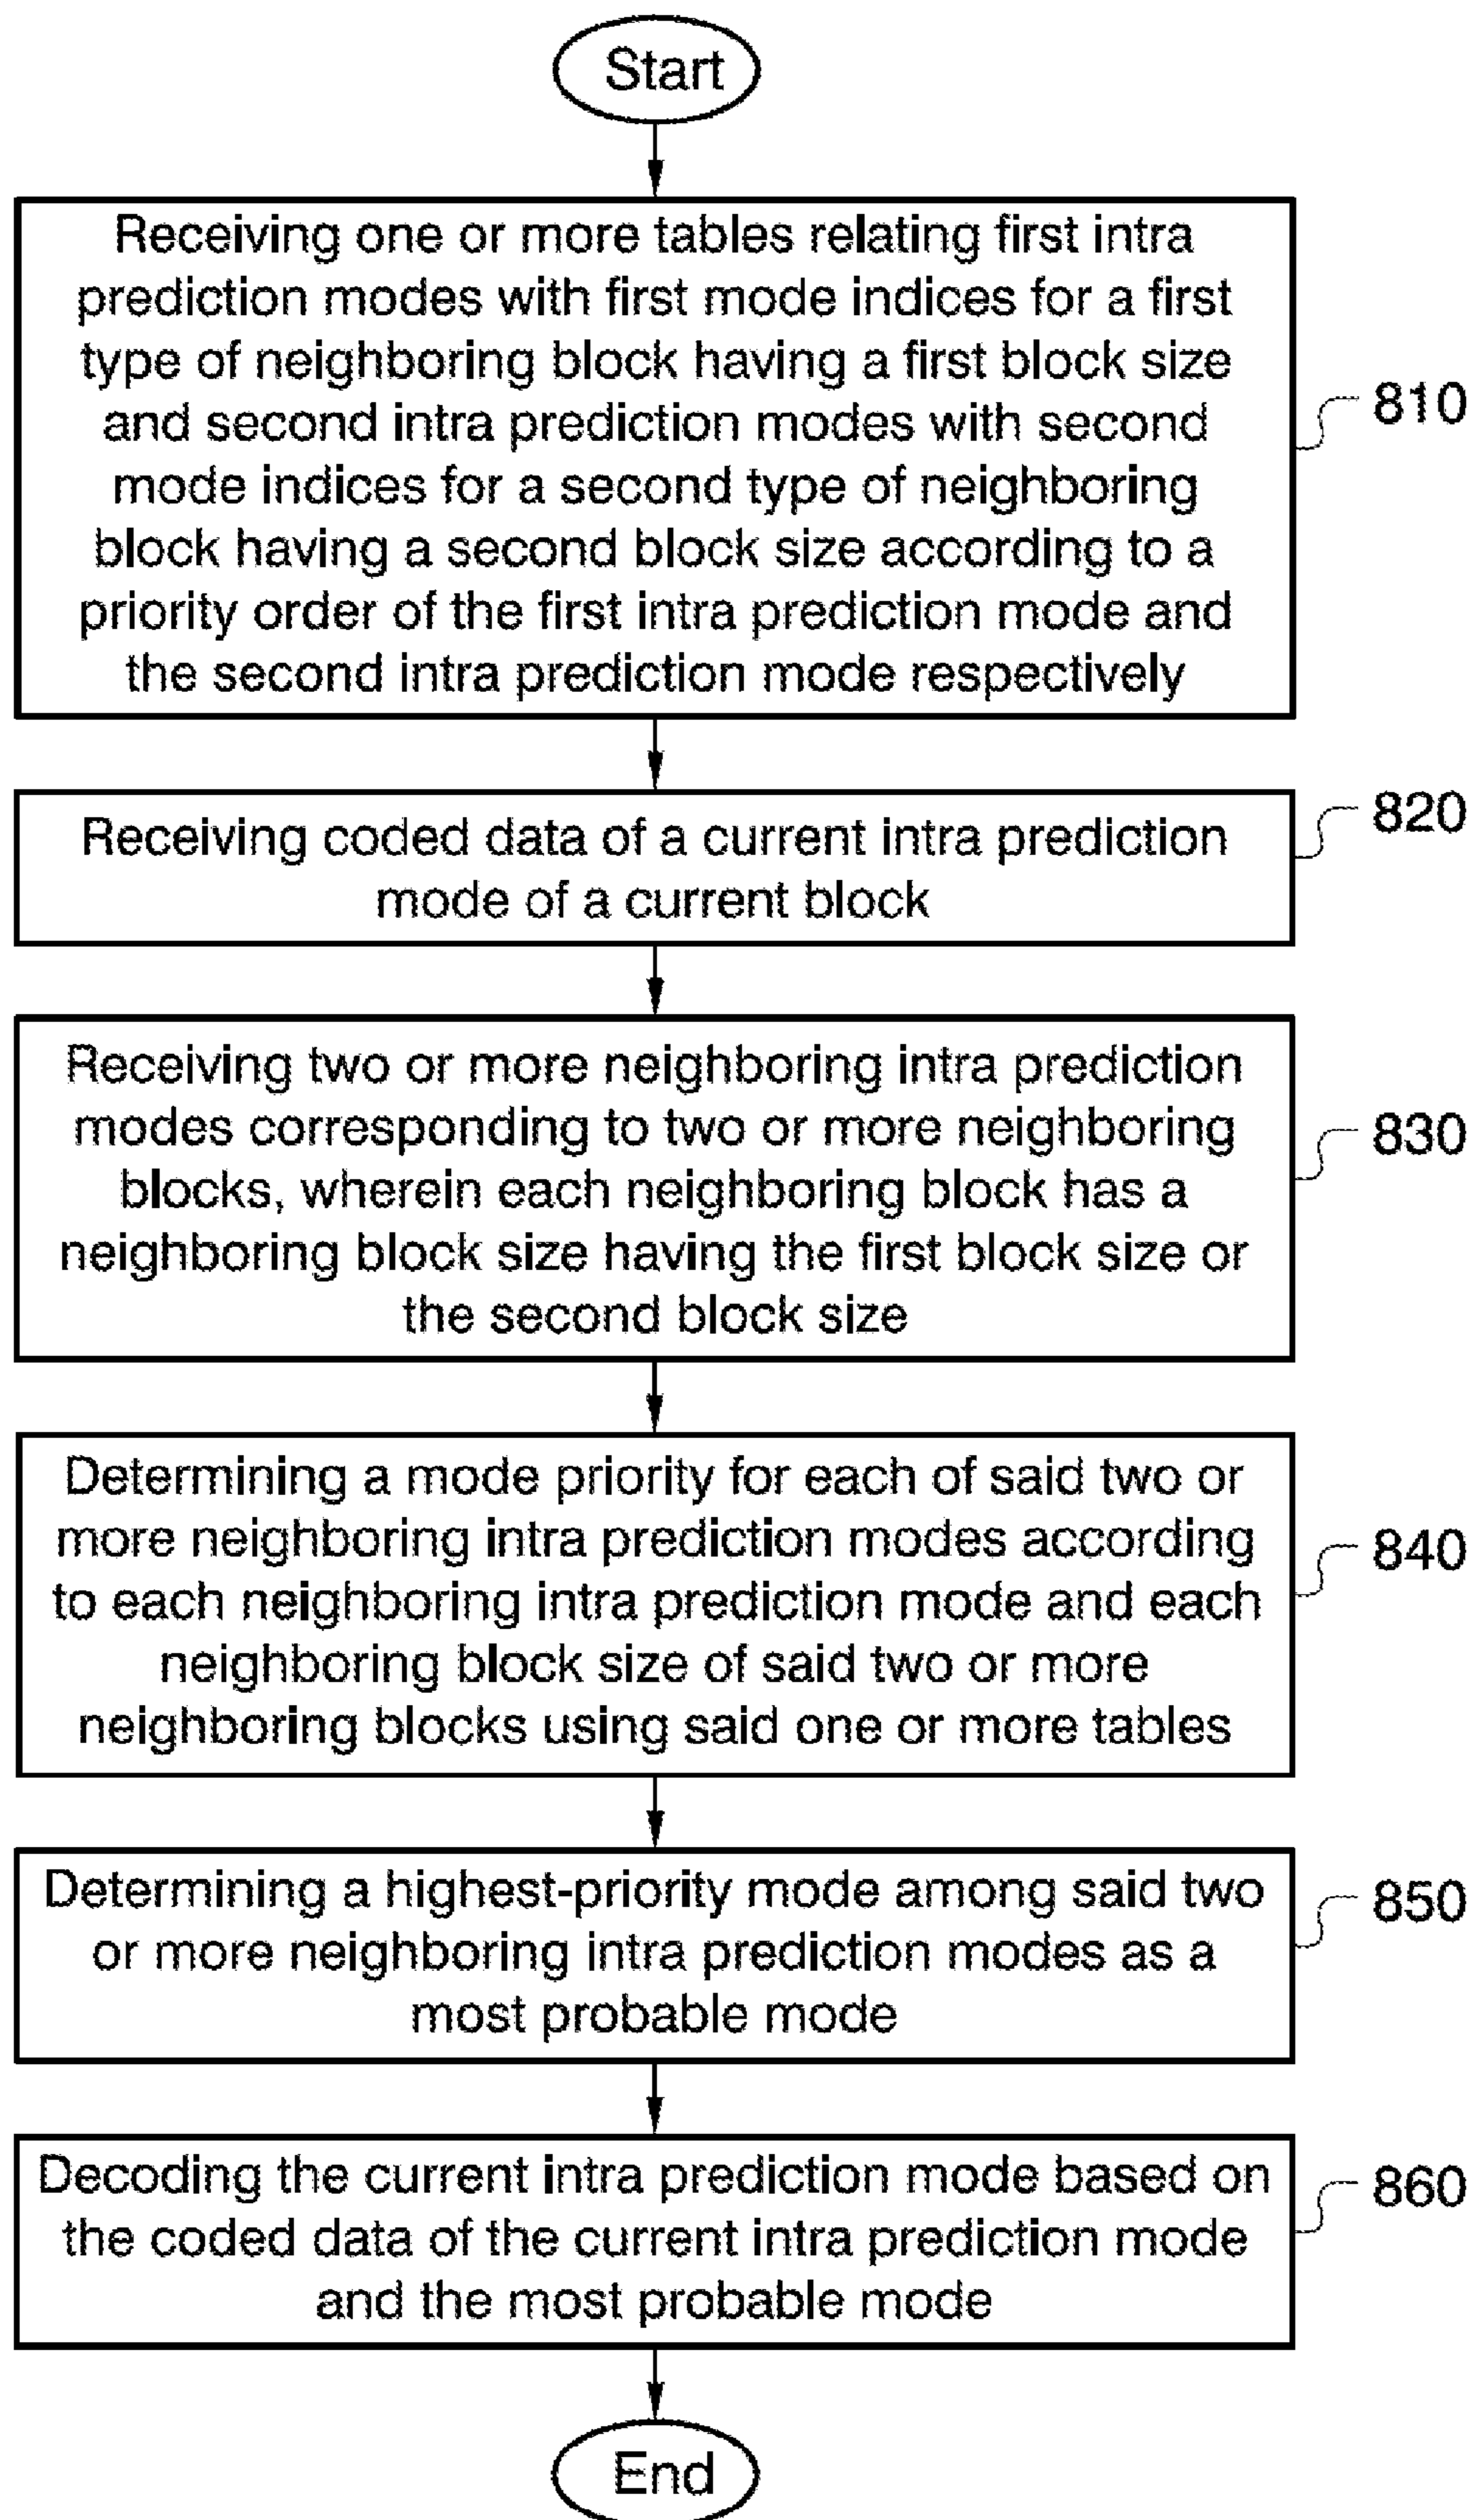 Start
Receiving one or more tables relating first intra
prediction modes with first mode indices for a first
type of neighboring block having a first block size
and second intra prediction modes with second
mode indices for a second type of neighboring
block having a second block size according to a
priority order of the first intra prediction mode and
the second intra prediction mode respectively
810
Receiving coded data of a current intra prediction
mode of a current block
820
Receiving two or more neighboring intra prediction
modes corresponding to two or more neighboring
blocks, wherein each neighboring block has a
neighboring block size having the first block size or
the second block size
830
Determining a mode priority for each of said two or
more neighboring intra prediction modes according
to each neighboring intra prediction mode and each
neighboring block size of said two or more
neighboring blocks using said one or more tables
840
Determining a highest-priority mode among said two
or more neighboring intra prediction modes as a
most probable mode
850
Decoding the current intra prediction mode based on
the coded data of the current intra prediction mode
and the most probable mode
860
End